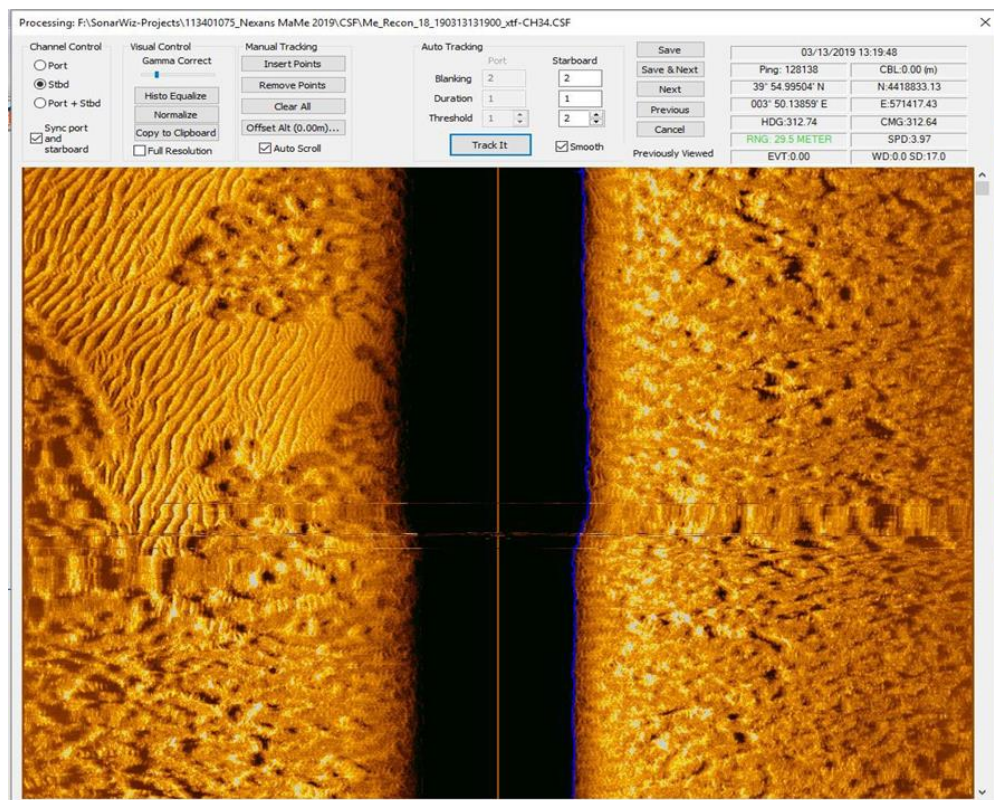 Processing: F:\SonarWiz-Projects\113401075_Nexans MaMe 2019\CSF\Me_Recon_18_190313131900_xtf-CH34.CSF
Channel Control
Port
Stbd
Port + Stbd
Sync port
and
starboard
Visual Control
Gamma Correct
Histo Equalize
Normalize
Copy to Clipboard
Full Resolution
Manual Tracking
Insert Points
Remove Points
Clear All
Offset Alt (0.00m)...
Auto Scroll
Auto Tracking
Port Starboard
Blanking 2 2
Duration 1 1
Threshold 1 2
Track It
Smooth
Save
Save & Next
Next
Previous
Cancel
Previously Viewed
03/13/2019 13:19:48
Ping: 128138 CBL:0.00 (m)
39° 54.99504' N N:4418833.13
003° 50.13859' E E:571417.43
HDG:312.74 CMG:312.64
RNG: 29.5 METER SPD:3.97
EVT:0.00 WD:0.0 SD:17.0